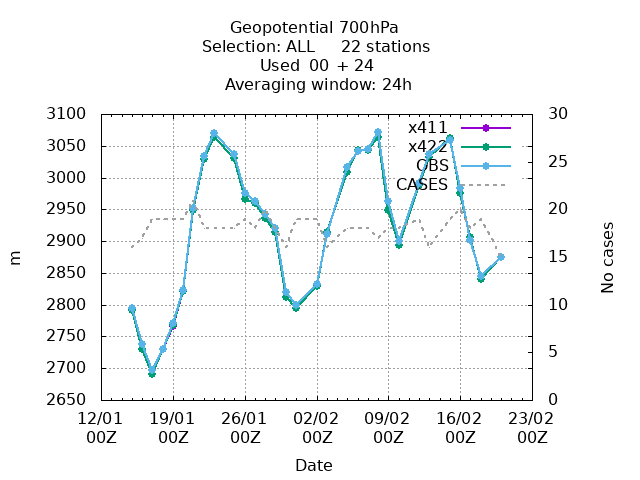 Geopotential 700hPa
Selection: ALL 22 stations
Used 00 + 24
Averaging window: 24h
3100
3050
3000
2950
2900
2850
2800
2750
2700
2650
m
30
25
20
15
10
5
0
No cases
x411
x422
OBS
CASES
12/01 19/01 26/01 02/02 09/02 16/02 23/02
00Z 00Z 00Z 00Z 00Z 00Z 00Z
Date